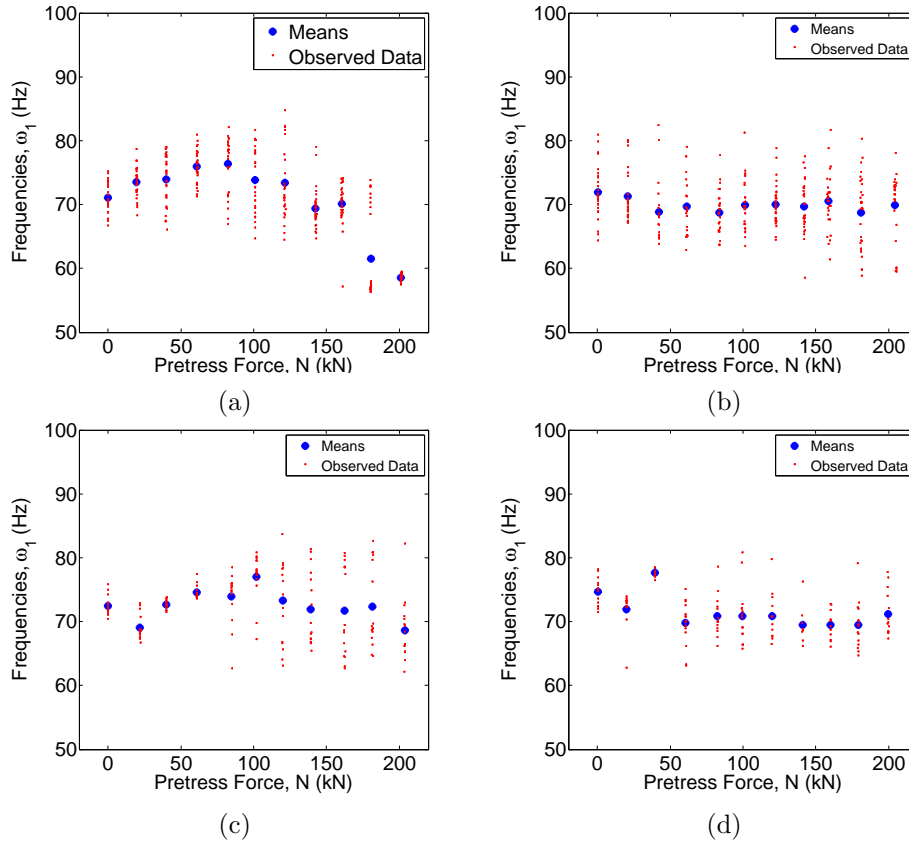 100
90
80
70
60
50
0 50 100 150 200
Frequencies, ω1 (Hz)
Pretress Force, N (kN)
Means
Observed Data
(a)
100
90
80
70
60
50
0 50 100 150 200
Frequencies, ω1 (Hz)
Pretress Force, N (kN)
Means
Observed Data
(b)
100
90
80
70
60
50
0 50 100 150 200
Frequencies, ω1 (Hz)
Pretress Force, N (kN)
Means
Observed Data
(c)
100
90
80
70
60
50
0 50 100 150 200
Frequencies, ω1 (Hz)
Pretress Force, N (kN)
Means
Observed Data
(d)